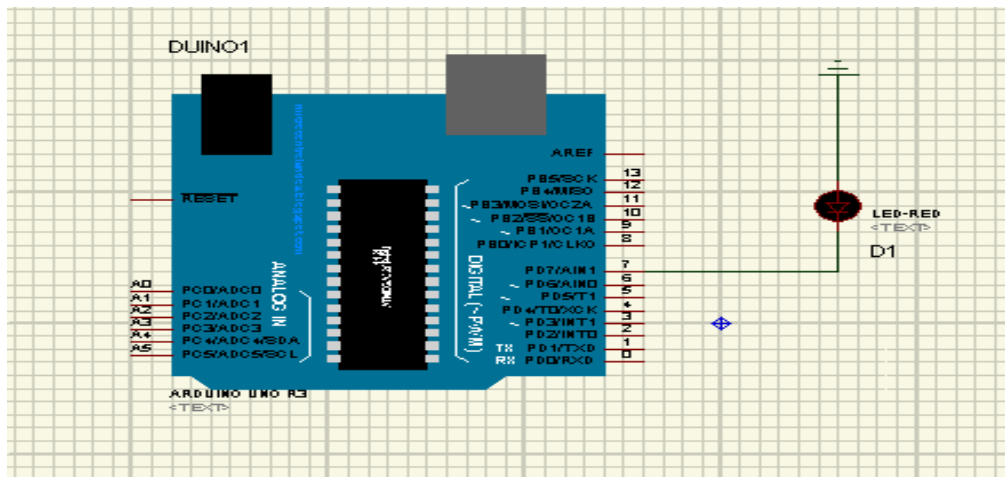 DUINO1
AREF
13
PB5/SCK
12
PB4/MISO
11
~ PB3/MOSI/OC2A
10
~ PB2/SS/OC1B
9
~ PB1/OC1A
8
PB0/ICP1/CLKO
RESET
LED-RED
<TEXT>
D1
7
PD7/AIN1
6
~ PD6/AIN0
5
~ PD5/T1
4
PD4/T0/XCK
3
~ PD3/INT1
2
PD2/INT0
1
TX PD1/TXD
0
RX PD0/RXD
DIGITAL (~PWM)
ANALOG IN
A0
PC0/ADC0
A1
PC1/ADC1
A2
PC2/ADC2
A3
PC3/ADC3
A4
PC4/ADC4/SDA
A5
PC5/ADC5/SCL
ARDUINO UNO R3
<TEXT>